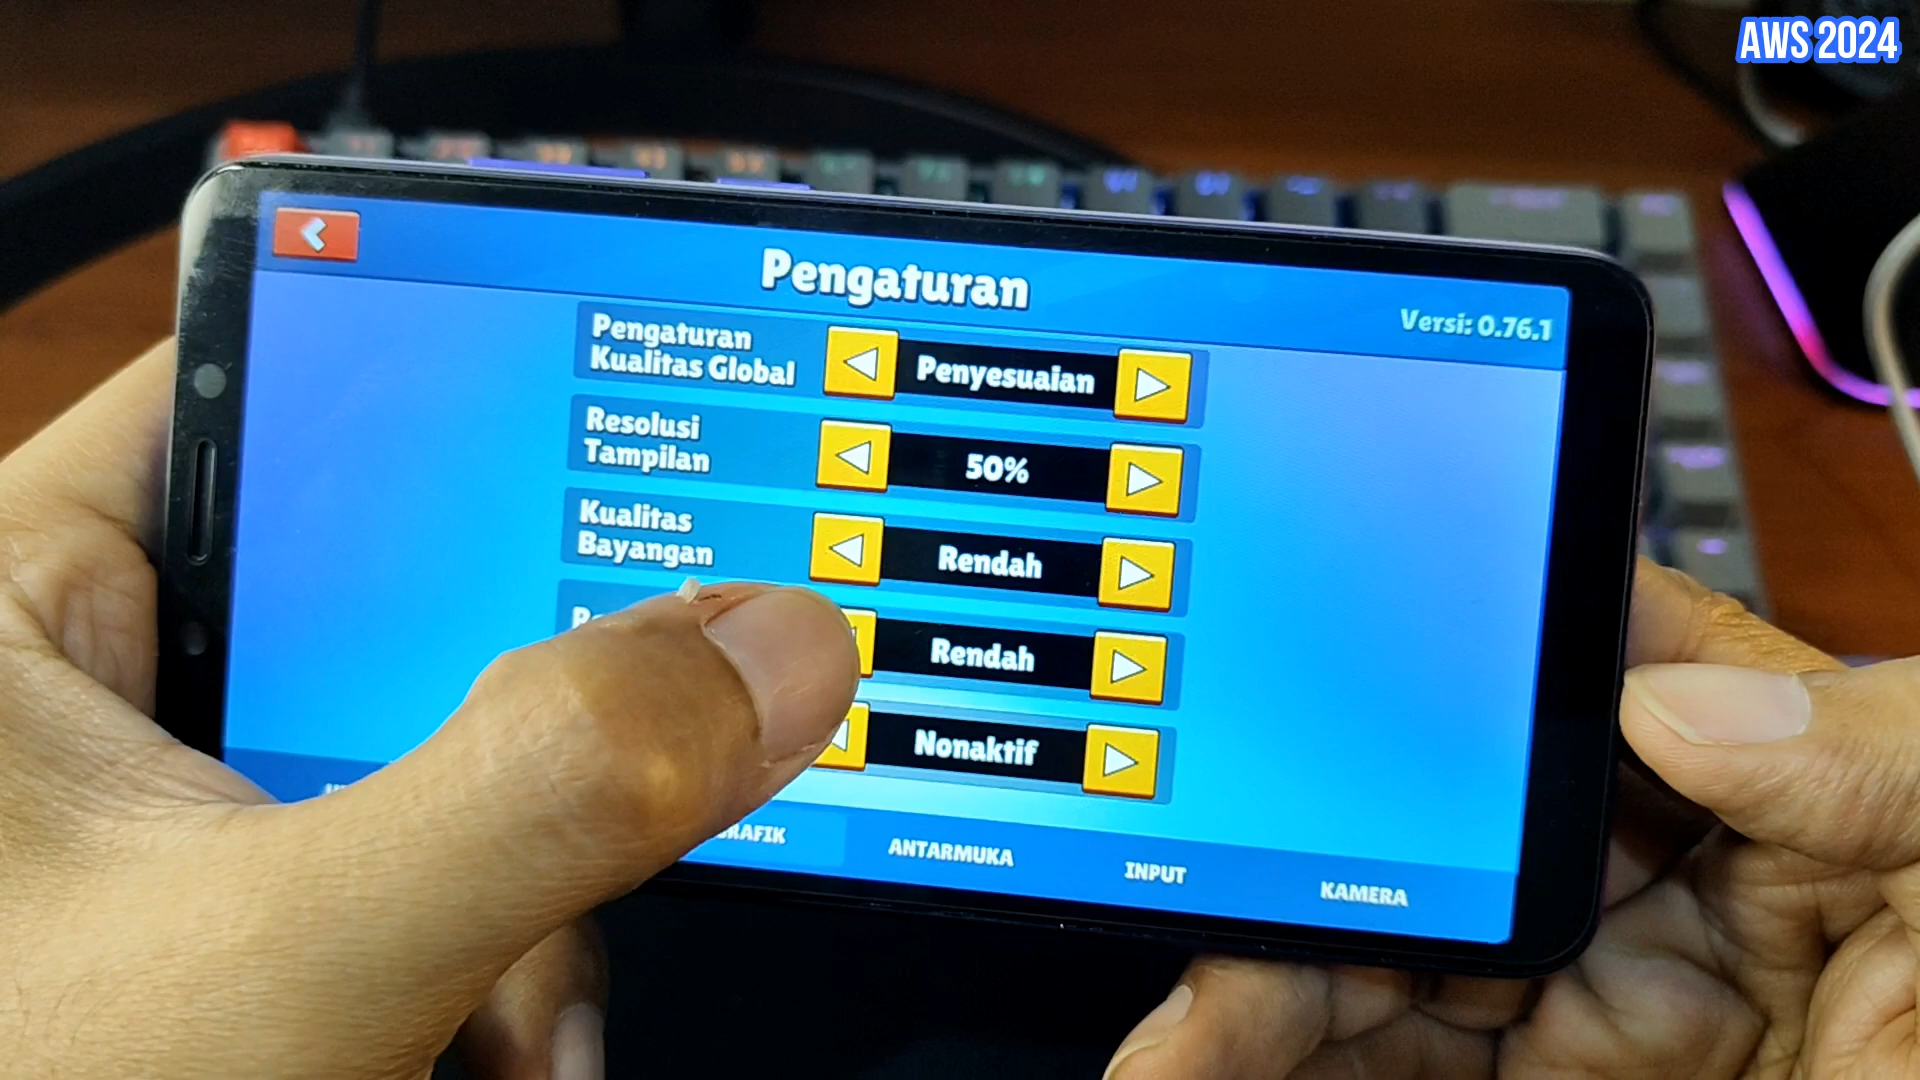 AWS 2024
Pengaturan
Versi: 0.76.1
Pengaturan
Kualitas Global
Penyesuaian
Resolusi
Tampilan
50%
Kualitas
Bayangan
Rendah
Rendah
Nonaktif
ANTARMUKA
INPUT
KAMERA